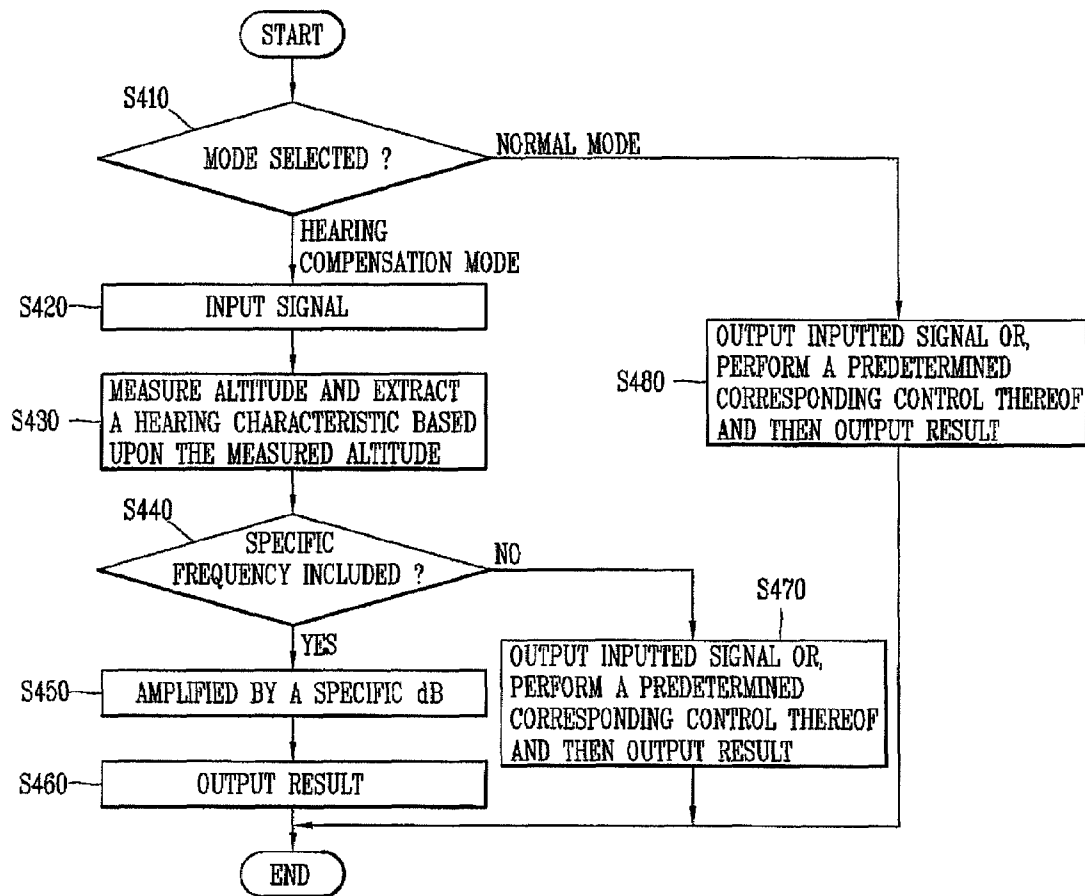 START
S410
MODE SELECTED ?
NORMAL MODE
HEARING
COMPENSATION MODE
S420
INPUT SIGNAL
S430
MEASURE ALTITUDE AND EXTRACT
A HEARING CHARACTERISTIC BASED
UPON THE MEASURED ALTITUDE
S480
OUTPUT INPUTTED SIGNAL OR,
PERFORM A PREDETERMINED
CORRESPONDING CONTROL THEREOF
AND THEN OUTPUT RESULT
S440
SPECIFIC
FREQUENCY INCLUDED ?
NO
YES
S470
OUTPUT INPUTTED SIGNAL OR,
PERFORM A PREDETERMINED
CORRESPONDING CONTROL THEREOF
AND THEN OUTPUT RESULT
S450
AMPLIFIED BY A SPECIFIC dB
S460
OUTPUT RESULT
END